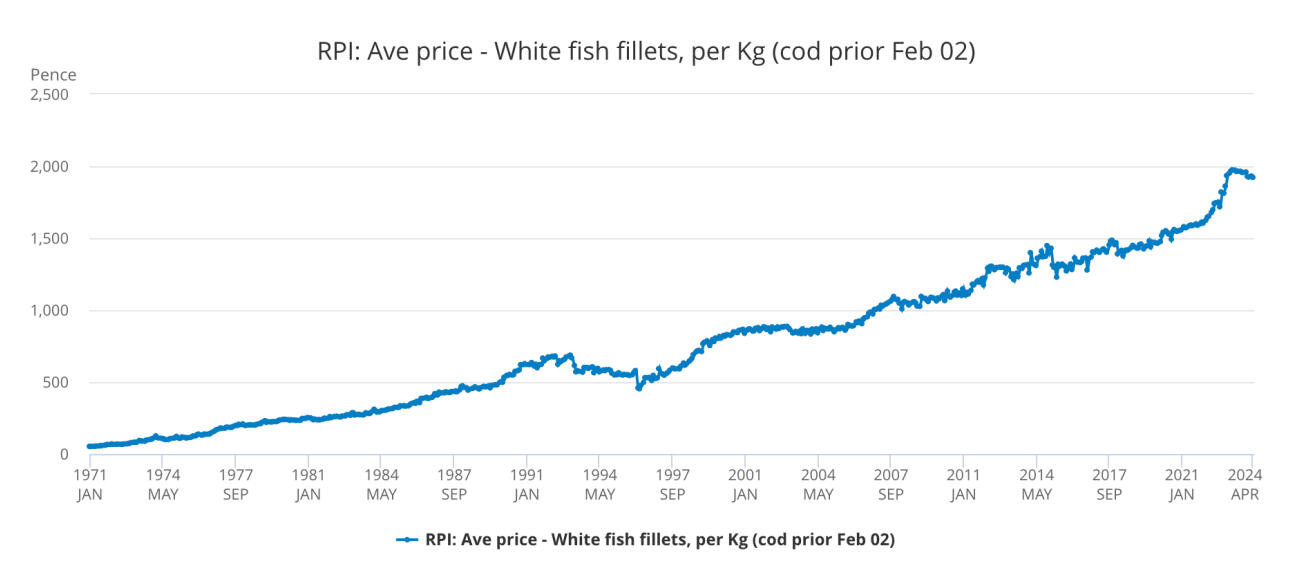 RPI: Ave price - White fish fillets, per Kg (cod prior Feb 02)
Pence
2,500
2,000
1,500
1,000
500
0
1971 1974 1977 1981 1984 1987 1991 1994 1997 2001 2004 2007 2011 2014 2017 2021 2024
JAN MAY SEP JAN MAY SEP JAN MAY SEP JAN MAY SEP JAN MAY SEP JAN APR
RPI: Ave price - White fish fillets, per Kg (cod prior Feb 02)